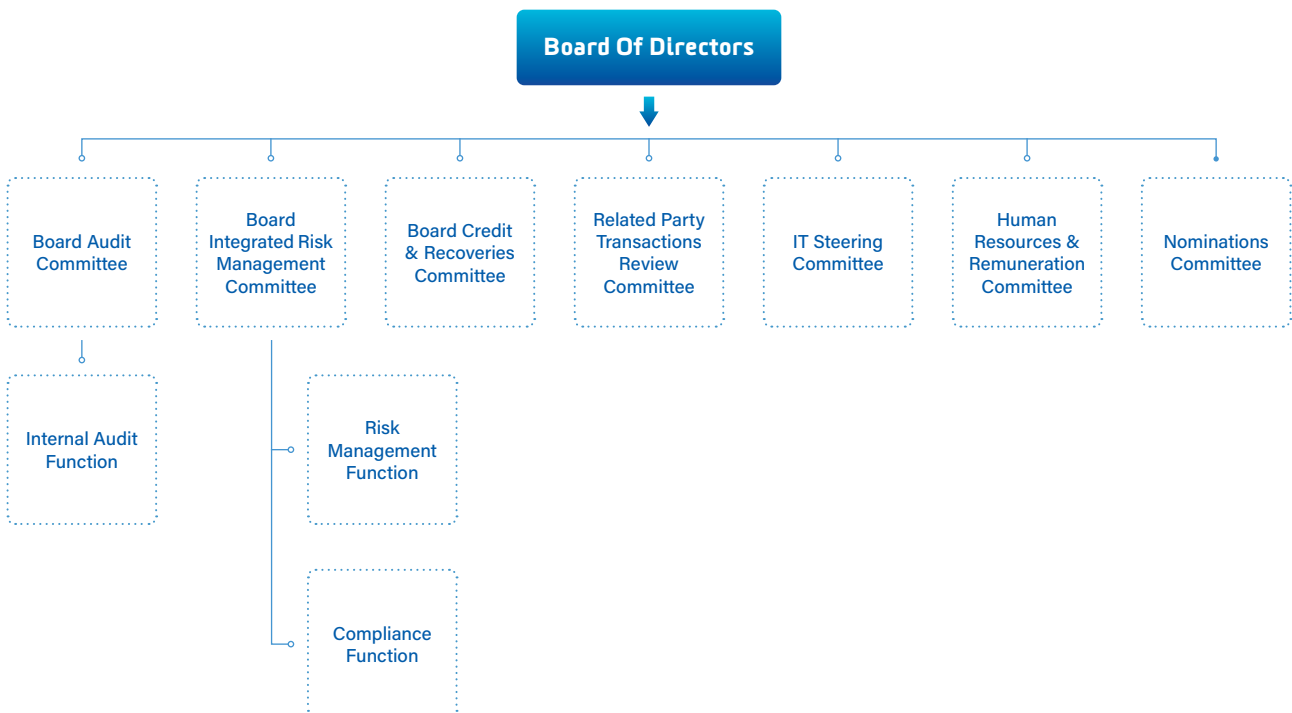 Board Of Directors
Board Audit
Committee
Board
Integrated Risk
Management
Committee
Board Credit
& Recoveries
Committee
Related Party
Transactions
Review
Committee
IT Steering
Committee
Human
Resources &
Remuneration
Committee
Nominations
Committee
Internal Audit
Function
Risk
Management
Function
Compliance
Function